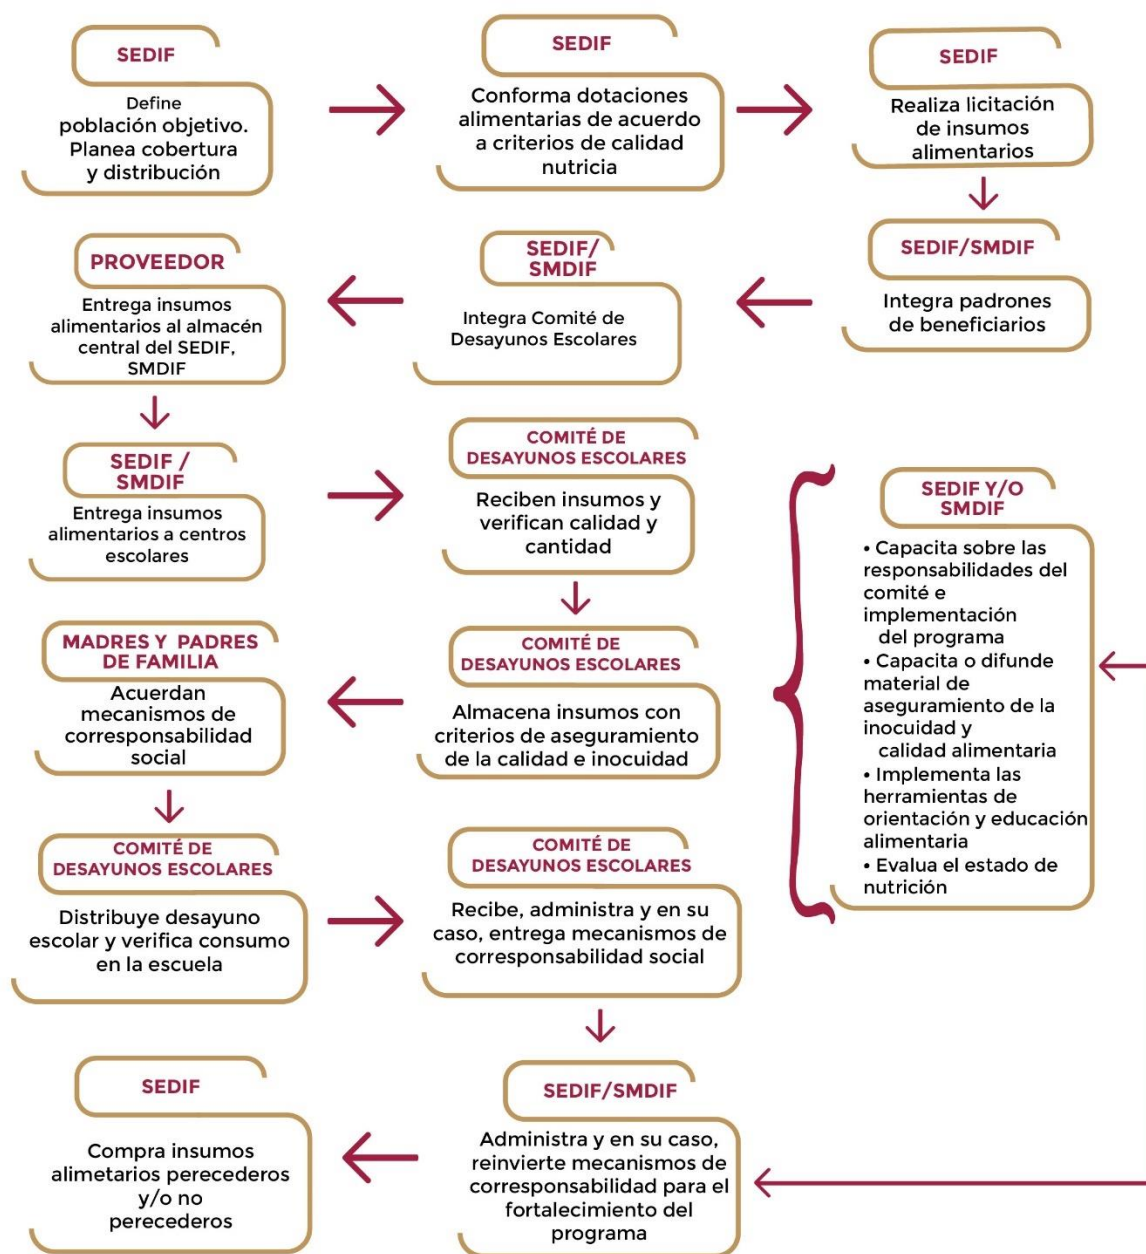 SEDIF
Define
población objetivo.
Planea cobertura
y distribución
SEDIF
Conforma dotaciones
alimentarias de acuerdo
a criterios de calidad
nutricia
SEDIF
Realiza licitación
de insumos
alimentarios
SEDIF/SMDIF
Integra padrones
de beneficiarios
SEDIF/
SMDIF
Integra Comité de
Desayunos Escolares
PROVEEDOR
Entrega insumos
alimentarios al almacén
central del SEDIF,
SMDIF
SEDIF /
SMDIF
Entrega insumos
alimentarios a centros
escolares
COMITÉ DE
DESAYUNOS ESCOLARES
Reciben insumos y
verifican calidad y
cantidad
COMITÉ DE
DESAYUNOS ESCOLARES
Almacena insumos con
criterios de aseguramiento
de la calidad e inocuidad
MADRES Y PADRES
DE FAMILIA
Acuerdan
mecanismos de
corresponsabilidad
social
COMITÉ DE
DESAYUNOS ESCOLARES
Distribuye desayuno
escolar y verifica consumo
en la escuela
COMITÉ DE
DESAYUNOS ESCOLARES
Recibe, administra y en su
caso, entrega mecanismos de
corresponsabilidad social
SEDIF/SMDIF
Administra y en su caso,
reinvierte mecanismos de
corresponsabilidad para el
fortalecimiento del
programa
SEDIF
Compra insumos
alimetarios perecederos
y/o no
perecederos
SEDIF Y/O
SMDIF
• Capacita sobre las
responsabilidades del
comité e
implementación
del programa
• Capacita o difunde
material de
aseguramiento de la
inocuidad y
calidad alimentaria
• Implementa las
herramientas de
orientación y educación
alimentaria
• Evalua el estado de
nutrición